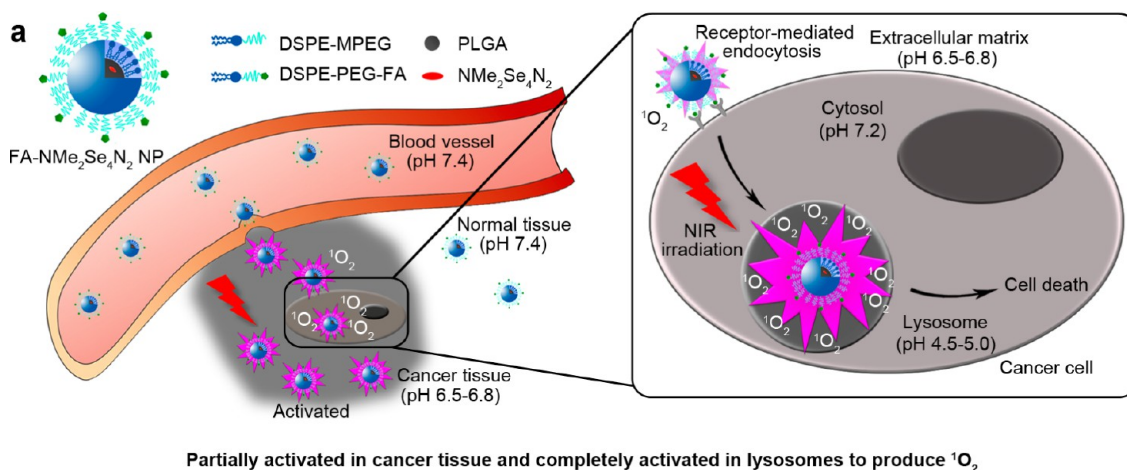 a
DSPE-MPEG
PLGA
DSPE-PEG-FA
NMe₂Se₄N₂
FA-NMe₂Se₄N₂ NP
Blood vessel
(pH 7.4)
Normal tissue
(pH 7.4)
¹O₂
¹O₂
¹O₂
¹O₂
Cancer tissue
(pH 6.5-6.8)
Activated
Receptor-mediated
endocytosis
Extracellular matrix
(pH 6.5-6.8)
¹O₂
Cytosol
(pH 7.2)
NIR
irradiation
¹O₂
¹O₂
¹O₂
¹O₂
¹O₂
¹O₂
¹O₂
¹O₂
¹O₂
Cell death
Lysosome
(pH 4.5-5.0)
Cancer cell
Partially activated in cancer tissue and completely activated in lysosomes to produce ¹O₂